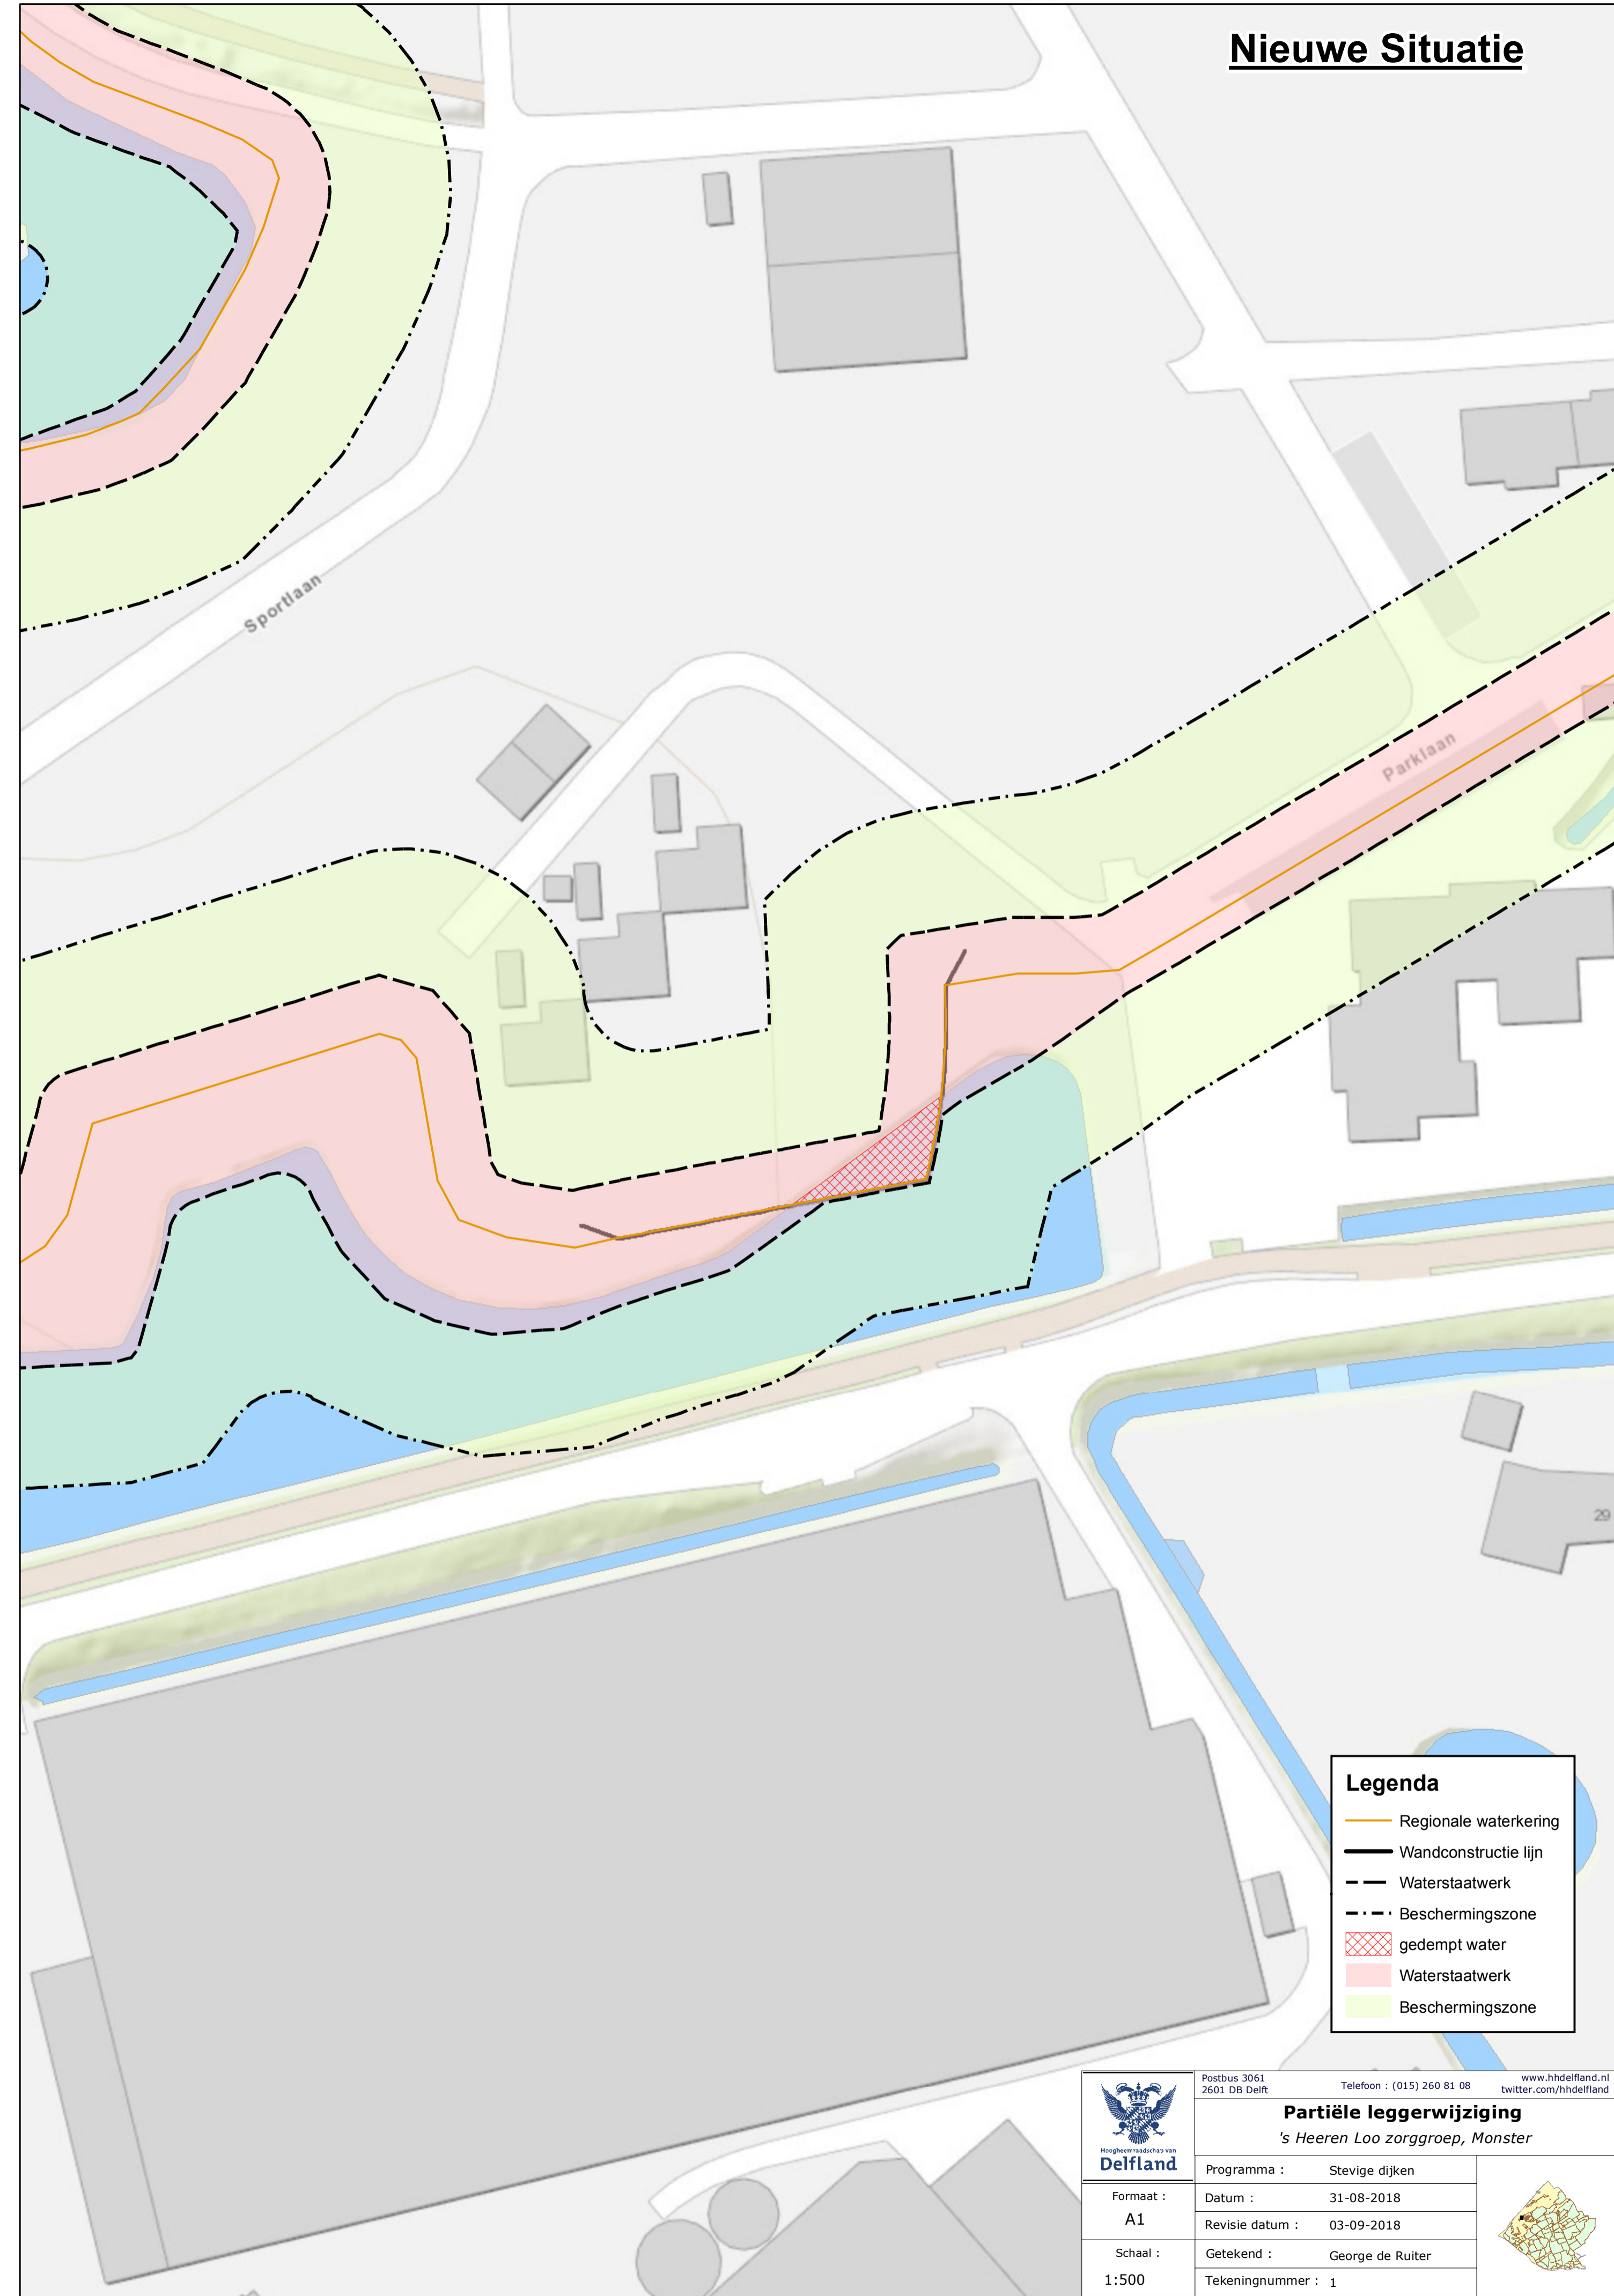 Nieuwe Situatie
Sportlaan
Parklaan
29
Legenda
Regionale waterkering
Wandconstructie lijn
Waterstaatwerk
Beschermingszone
gedempt water
Waterstaatwerk
Beschermingszone
Hoogheemraadschap van
Delfland
Postbus 3061
2601 DB Delft
Telefoon : (015) 260 81 08
www.hhdelfland.nl
twitter.com/hhdelfland
Partiële leggerwijziging
's Heeren Loo zorggroep, Monster
Programma : Stevige dijken
Formaat :
A1
Datum : 31-08-2018
Revisie datum : 03-09-2018
Schaal :
1:500
Getekend : George de Ruiter
Tekeningnummer : 1